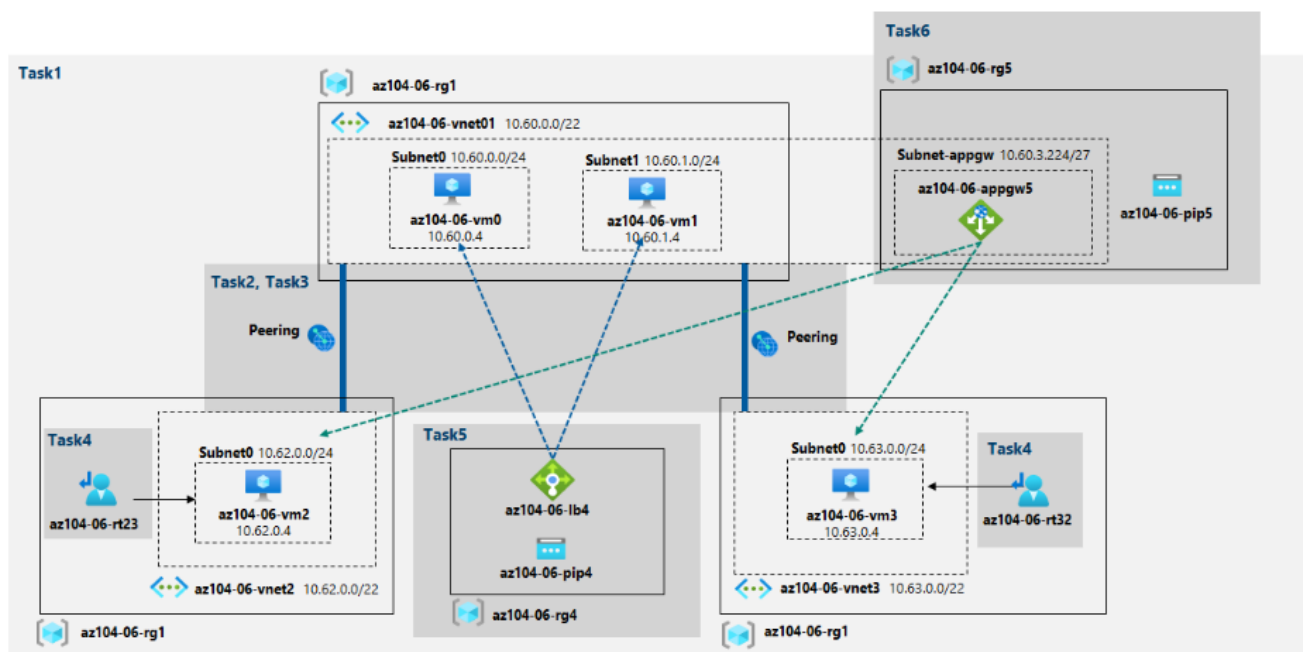 Task6
az104-06-rg5
Task1
az104-06-rg1
az104-06-vnet01 10.60.0.0/22
Subnet0 10.60.0.0/24
Subnet1 10.60.1.0/24
Subnet-appgw 10.60.3.224/27
az104-06-appgw5
az104-06-vm0
10.60.0.4
az104-06-vm1
10.60.1.4
az104-06-pip5
Task2, Task3
Peering
Peering
Task4
Subnet0 10.62.0.0/24
az104-06-rt23
az104-06-vm2
10.62.0.4
az104-06-vnet2 10.62.0.0/22
az104-06-rg1
Task5
az104-06-lb4
az104-06-pip4
az104-06-rg4
Subnet0 10.63.0.0/24
Task4
az104-06-vm3
10.63.0.4
az104-06-rt32
az104-06-vnet3 10.63.0.0/22
az104-06-rg1